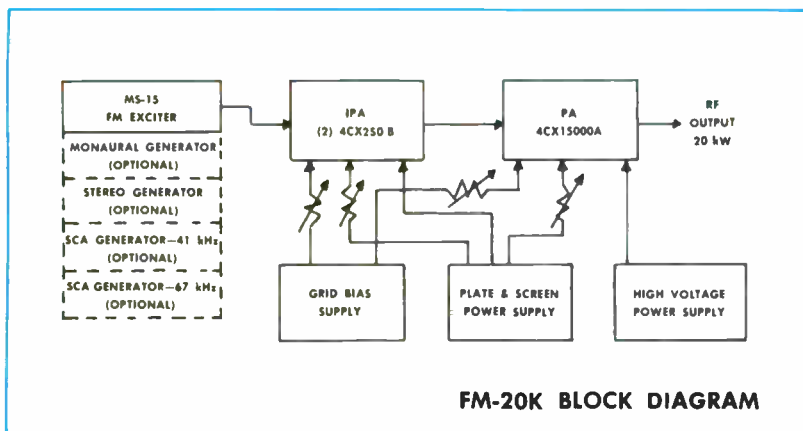 MS-15
FM EXCITER
MONAURAL GENERATOR
(OPTIONAL)
STEREO GENERATOR
(OPTIONAL)
SCA GENERATOR—41 kHz
(OPTIONAL)
SCA GENERATOR—67 kHz
(OPTIONAL)
IPA
(2) 4CX250 B
PA
4CX15000A
RF
OUTPUT
20 kW
GRID BIAS
SUPPLY
PLATE & SCREEN
POWER SUPPLY
HIGH VOLTAGE
POWER SUPPLY
FM-20K BLOCK DIAGRAM